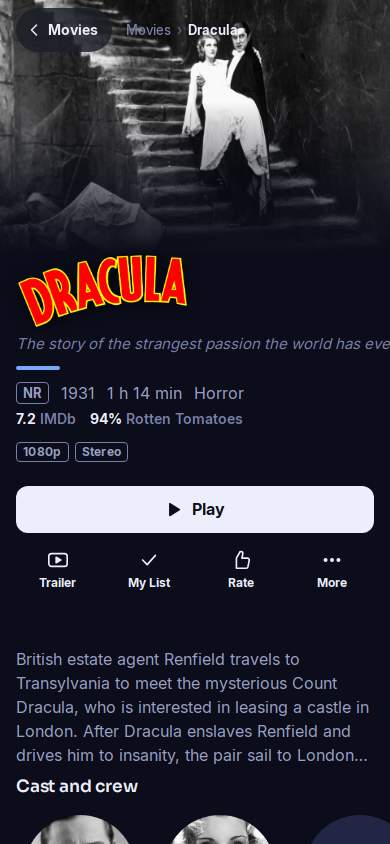 Movies
Movies › Dracula
DRACULA
The story of the strangest passion the world has eve
NR 1931 1 h 14 min Horror
7.2 IMDb 94% Rotten Tomatoes
1080p Stereo
Play
Trailer My List Rate More
British estate agent Renfield travels to
Transylvania to meet the mysterious Count
Dracula, who is interested in leasing a castle in
London. After Dracula enslaves Renfield and
drives him to insanity, the pair sail to London...
Cast and crew